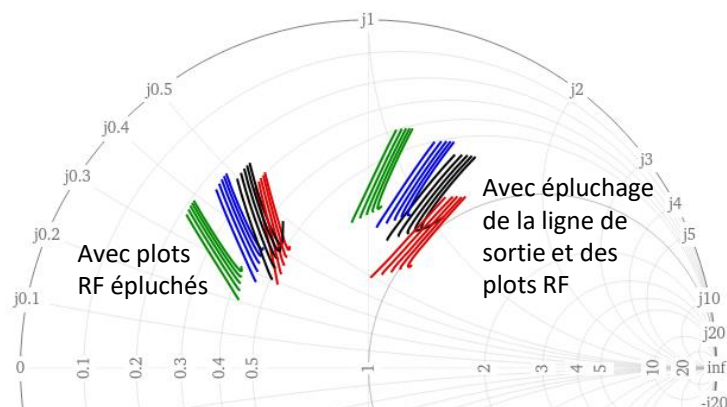 j1
j0.5
j2
j0.4
j3
j0.3
Avec épluchage
de la ligne de
sortie et des
plots RF
j4
j0.2
j5
Avec plots
RF épluchés
j0.1
j10
j20
0
0.1
0.2
0.3
0.4
0.5
1
2
3
4
5
10
20
inf
-j20